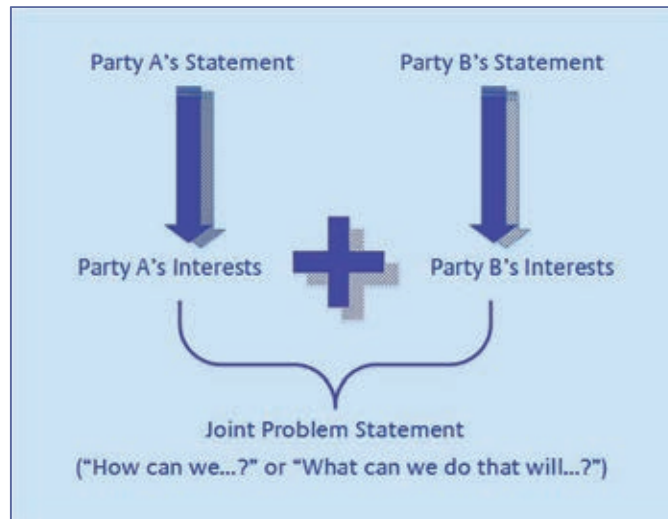 Party A’s Statement
Party B’s Statement
Party A’s Interests
Party B’s Interests
Joint Problem Statement
(“How can we...?” or “What can we do that will...?”)